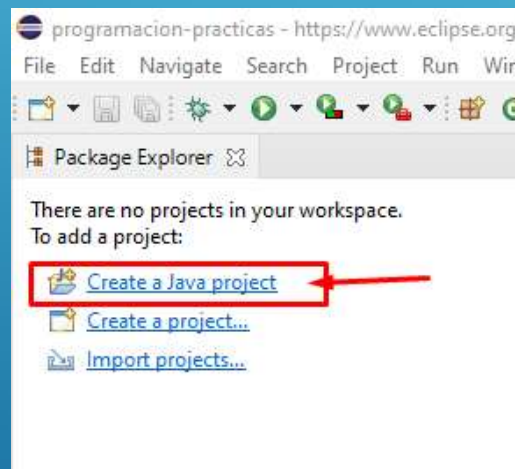 programacion-practicas - https://www.eclipse.org
File Edit Navigate Search Project Run
Package Explorer
There are no projects in your workspace.
To add a project:
Create a Java project
Create a project...
Import projects...